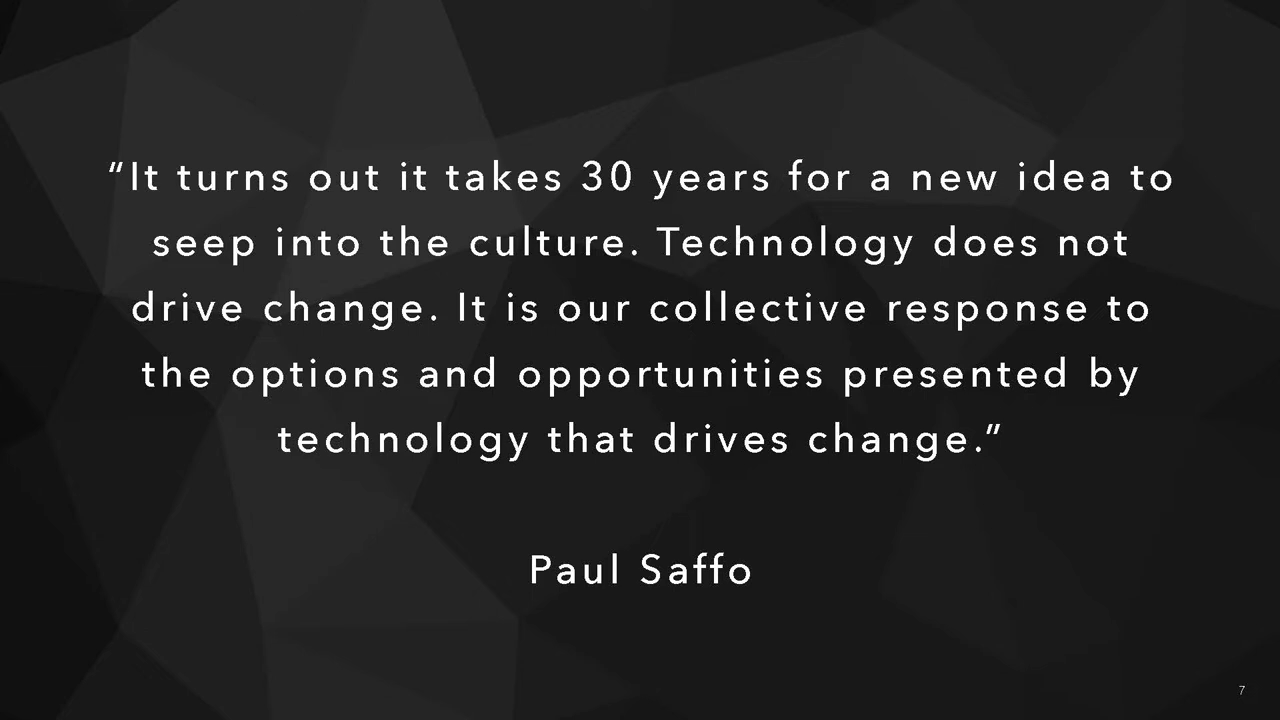 “It turns out it takes 30 years for a new idea to
seep into the culture. Technology does not
drive change. It is our collective response to
the options and opportunities presented by
technology that drives change.”
Paul Saffo
7